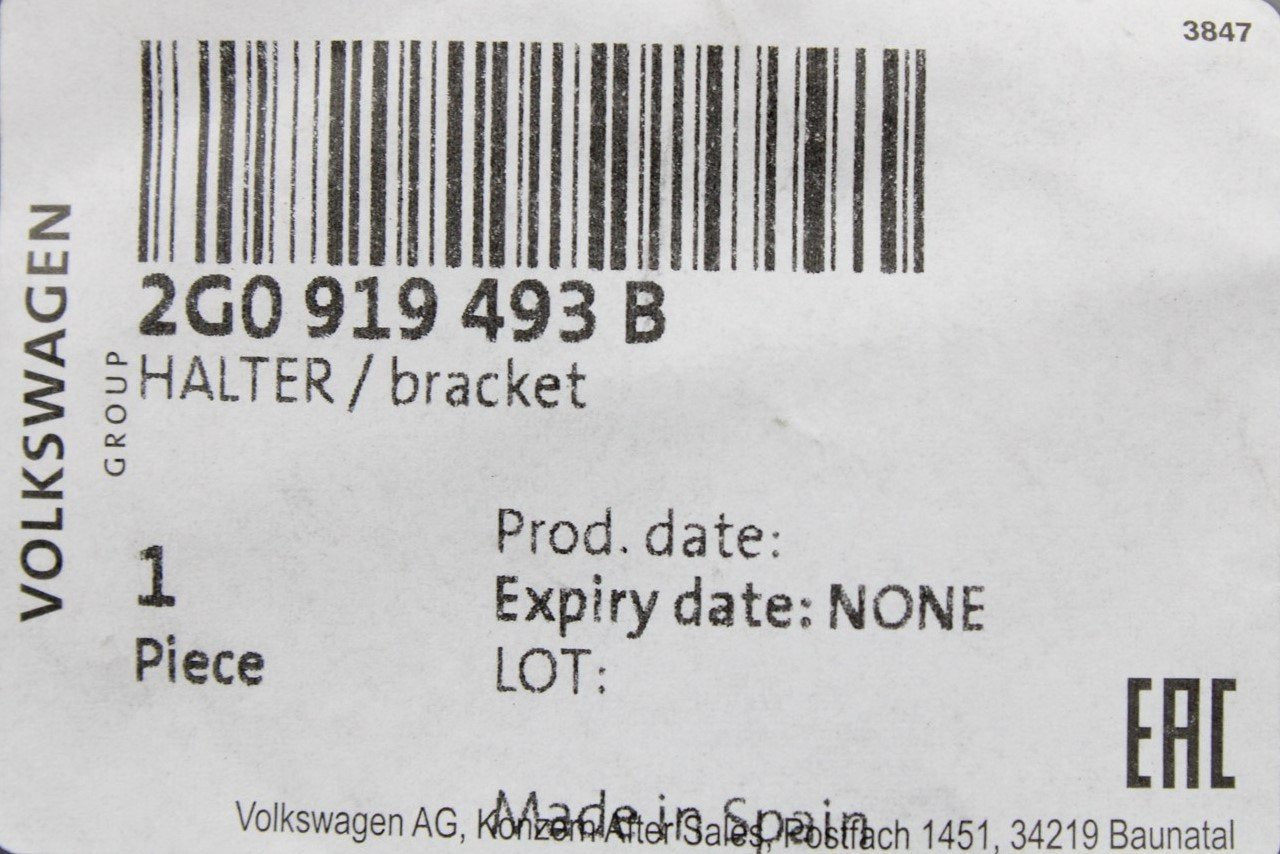 3847
VOLKSWAGEN
GROUP
2G0 919 493 B
HALTER / bracket
1
Piece
Prod. date:
Expiry date: NONE
LOT:
EAC
Made in Spain
Volkswagen AG, Konzern After Sales, Postfach 1451, 34219 Baunatal